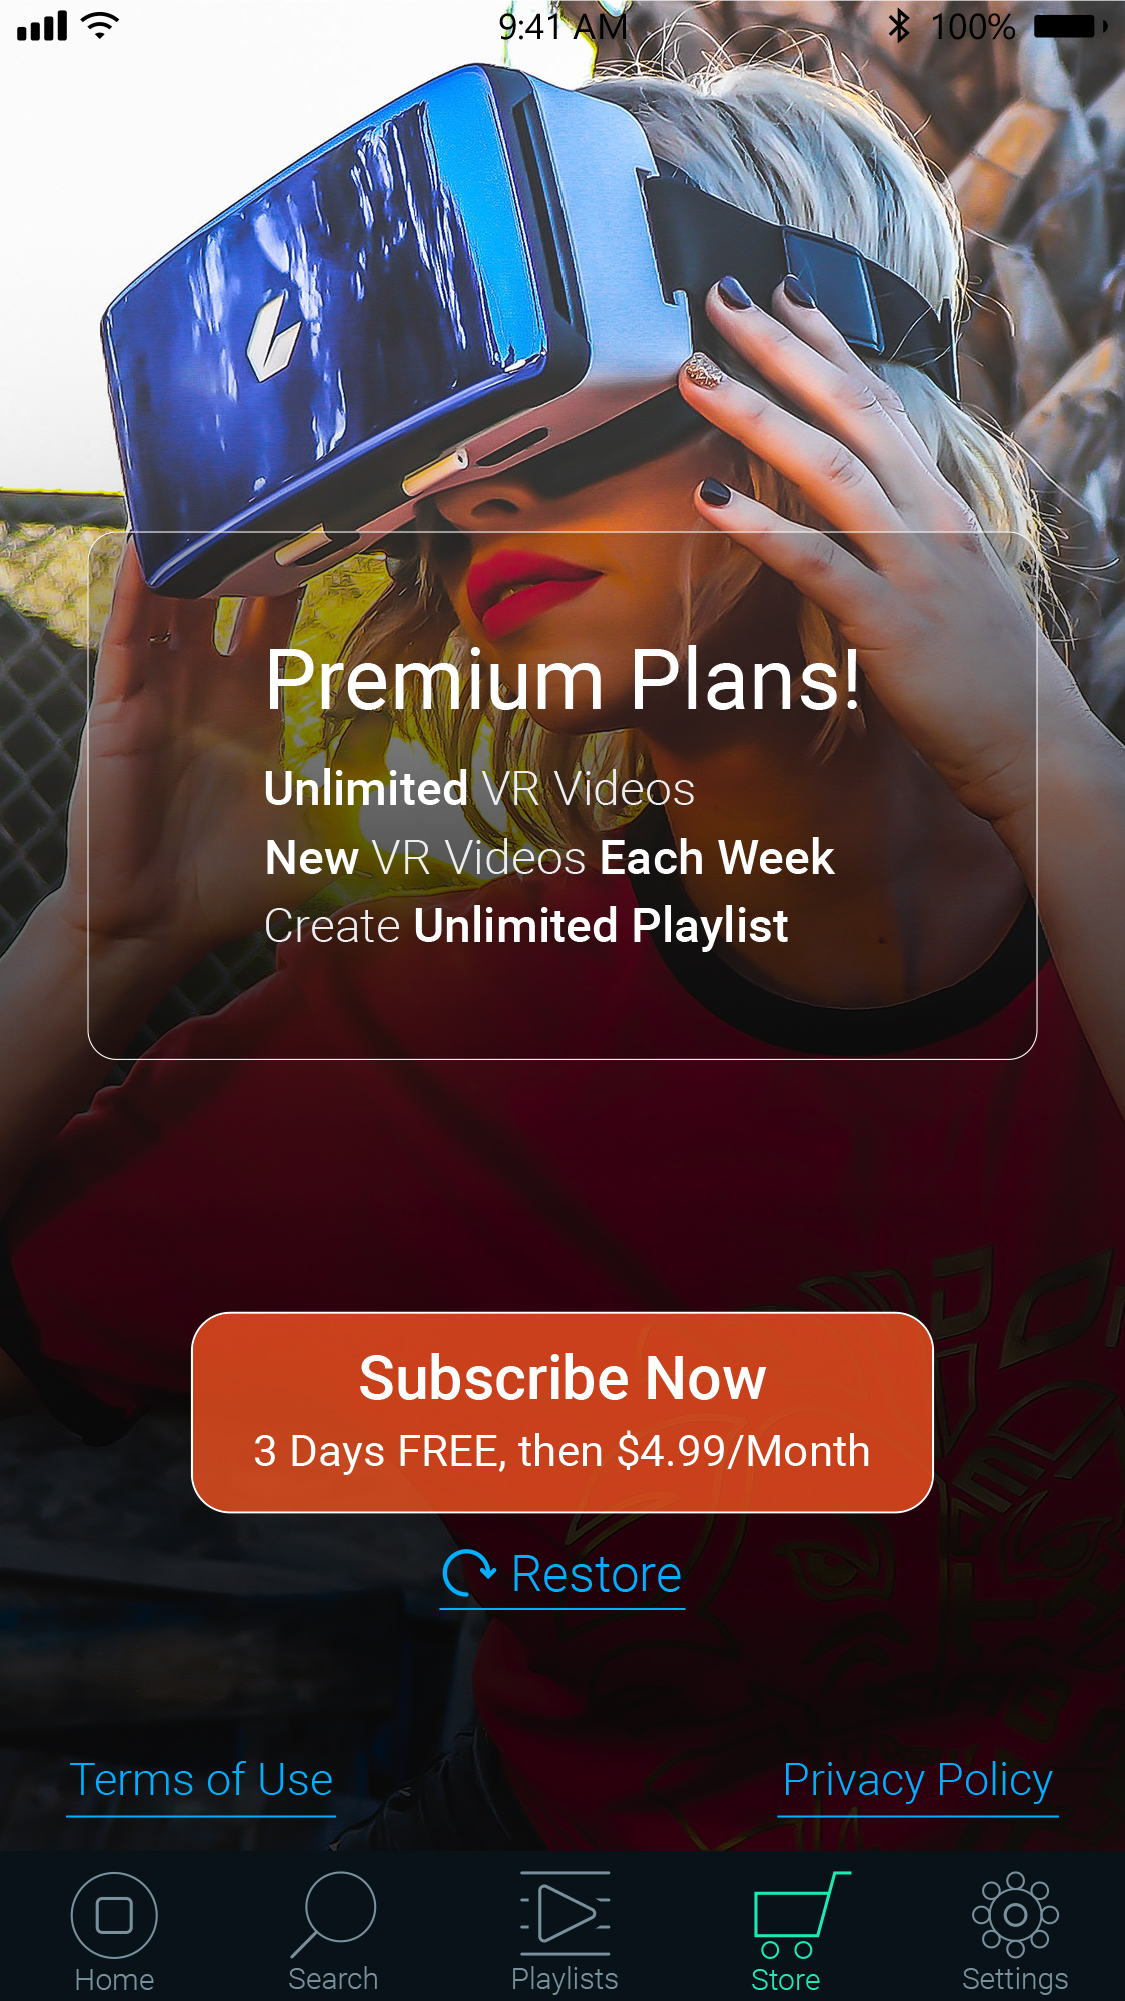 9:41 AM
100%
Premium Plans!
Unlimited VR Videos
New VR Videos Each Week
Create Unlimited Playlist
Subscribe Now
3 Days FREE, then $4.99/Month
Restore
Terms of Use
Privacy Policy
Home
Search
Playlists
Store
Settings